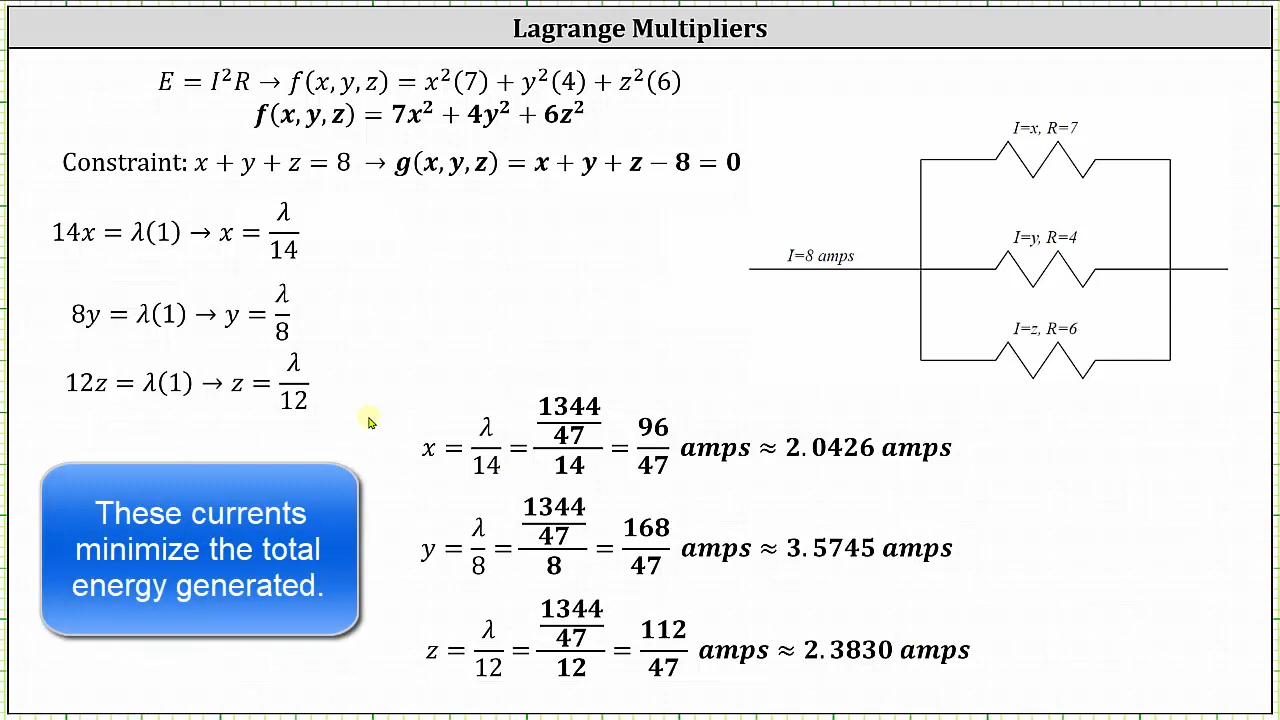 Lagrange Multipliers
E = I²R → f(x, y, z) = x²(7) + y²(4) + z²(6)
f(x, y, z) = 7x² + 4y² + 6z²
Constraint: x + y + z = 8 → g(x, y, z) = x + y + z − 8 = 0
14x = λ(1) → x = λ/14
8y = λ(1) → y = λ/8
12z = λ(1) → z = λ/12
I=x, R=7
I=y, R=4
I=8 amps
I=z, R=6
x = λ/14 = (1344/47)/14 = 96/47 amps ≈ 2.0426 amps
y = λ/8 = (1344/47)/8 = 168/47 amps ≈ 3.5745 amps
z = λ/12 = (1344/47)/12 = 112/47 amps ≈ 2.3830 amps
These currents
minimize the total
energy generated.